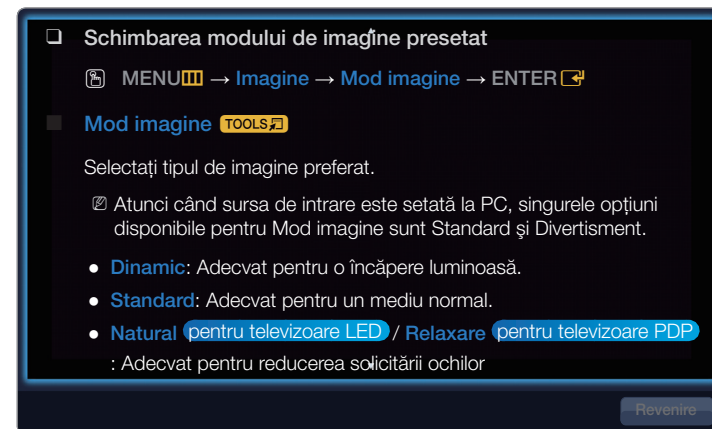 ❑ Schimbarea modului de imagine presetat
MENU → Imagine → Mod imagine → ENTER
■ Mod imagine TOOLS
Selectați tipul de imagine preferat.
Atunci când sursa de intrare este setată la PC, singurele opțiuni
disponibile pentru Mod imagine sunt Standard şi Divertisment.
● Dinamic: Adecvat pentru o încăpere luminoasă.
● Standard: Adecvat pentru un mediu normal.
● Natural pentru televizoare LED / Relaxare pentru televizoare PDP
: Adecvat pentru reducerea solicitării ochilor
Revenire